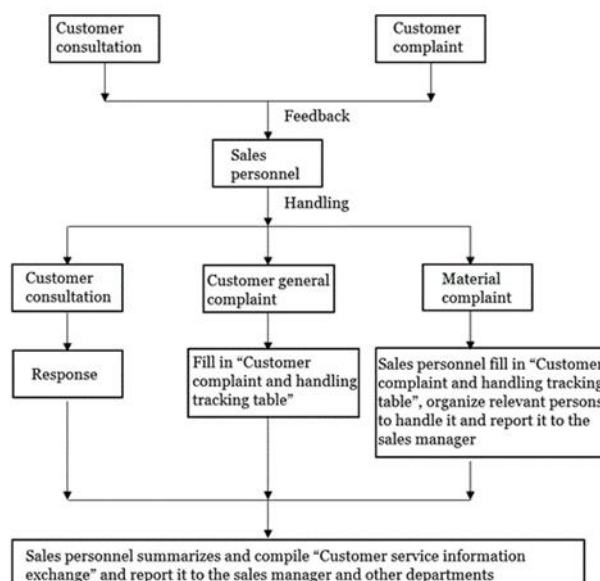 Customer
consultation
Customer
complaint
Feedback
Sales
personnel
Handling
Customer
consultation
Customer general
complaint
Material
complaint
Response
Fill in “Customer
complaint and handling
tracking table”
Sales personnel fill in “Customer
complaint and handling tracking
table”, organize relevant persons
to handle it and report it to the
sales manager
Sales personnel summarizes and compile “Customer service information
exchange” and report it to the sales manager and other departments